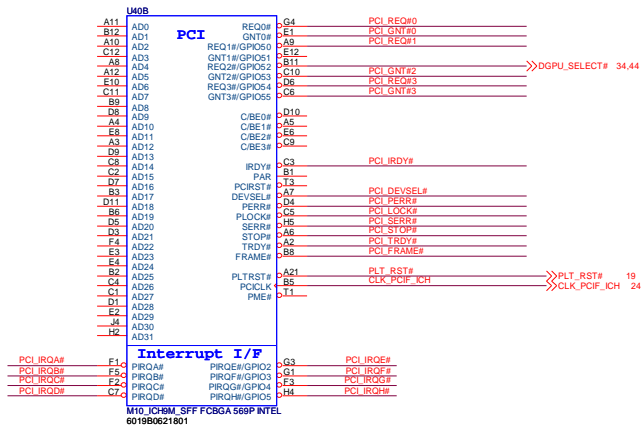 U40B
PCI
A11 AD0 REQ0# G4 PCI_REQ#0
B12 AD1 GNT0# E1 PCI_GNT#0
A10 AD2 REQ1#/GPIO50 A9 PCI_REQ#1
C12 AD3 GNT1#/GPIO51 E12
A8 AD4 REQ2#/GPIO52 B11 DGPU_SELECT# 34,44
A12 AD5 GNT2#/GPIO53 C10 PCI_GNT#2
E10 AD6 REQ3#/GPIO54 D6 PCI_REQ#3
C11 AD7 GNT3#/GPIO55 C6 PCI_GNT#3
B9 AD8
D8 AD9 C/BE0# D10
A4 AD10 C/BE1# A5
E8 AD11 C/BE2# E6
A3 AD12 C/BE3# C9
D9 AD13
C8 AD14 IRDY# C3 PCI_IRDY#
C2 AD15 PAR B1
D7 AD16 PCIRST# T3
B3 AD17 DEVSEL# A7 PCI_DEVSEL#
D11 AD18 PERR# D4 PCI_PERR#
B6 AD19 PLOCK# C5 PCI_LOCK#
D5 AD20 SERR# H5 PCI_SERR#
D3 AD21 STOP# A6 PCI_STOP#
F4 AD22 TRDY# A2 PCI_TRDY#
E3 AD23 FRAME# B8 PCI_FRAME#
E4 AD24
B2 AD25 PLTRST# A21 PLT_RST# PLT_RST# 19
C4 AD26 PCICLK B5 CLK_PCIF_ICH CLK_PCIF_ICH 24
C1 AD27 PME# T1
D1 AD28
E2 AD29
J4 AD30
H2 AD31
Interrupt I/F
PCI_IRQA# F1 PIRQA# PIRQE#/GPIO2 G3 PCI_IRQE#
PCI_IRQB# F5 PIRQB# PIRQF#/GPIO3 G1 PCI_IRQF#
PCI_IRQC# F2 PIRQC# PIRQG#/GPIO4 F3 PCI_IRQG#
PCI_IRQD# C7 PIRQD# PIRQH#/GPIO5 H4 PCI_IRQH#
M10_ICH9M_SFF FCBGA 569P INTEL
6019B0621801